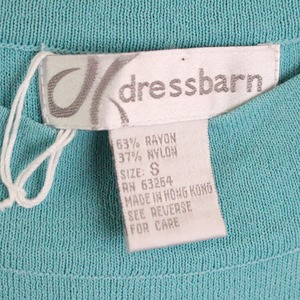 dressbarn
63% RAYON
37% NYLON
SIZE: S
RN 63264
MADE IN HONG KONG
SEE REVERSE
FOR CARE